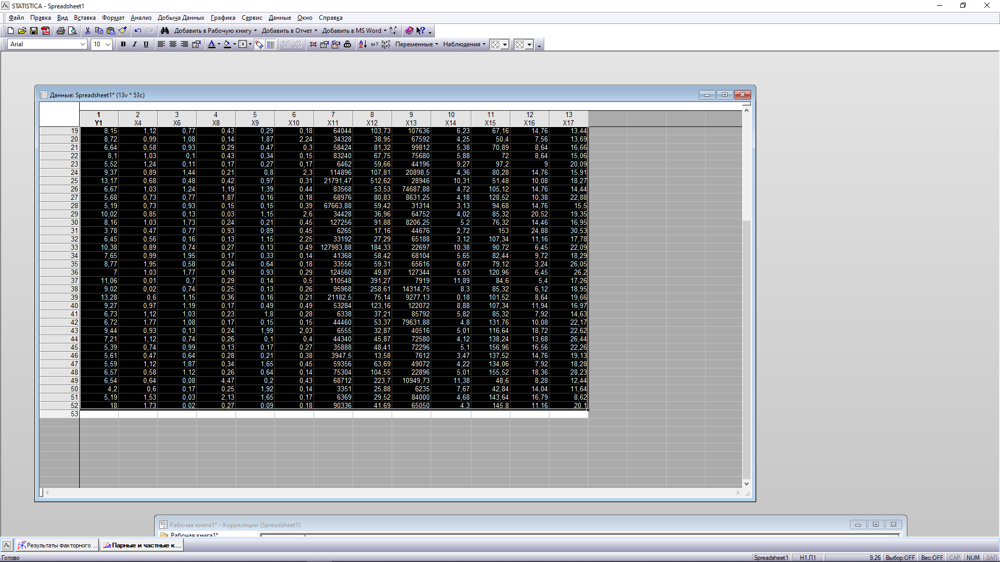 STATISTICA - Spreadsheet1
Файл Правка Вид Вставка Формат Анализ Добыча Данных Графика Сервис Данные Окно Справка
Добавить в Рабочую книгу Добавить в Отчет Добавить в MS Word
Arial 10 B I U A Переменные Наблюдения
Данные: Spreadsheet1* (13v * 53c)
1 2 3 4 5 6 7 8 9 10 11 12 13
Y1 X4 X6 X8 X9 X10 X11 X12 X13 X14 X15 X16 X17
19 8,15 1,12 0,77 0,43 0,29 0,18 64044 103,73 107636 6,23 67,16 14,76 13,44
20 8,72 0,99 1,08 0,14 1,87 2,24 34328 38,95 67592 4,25 50,4 7,56 13,69
21 6,64 0,58 0,93 0,29 0,47 0,3 58424 81,32 99812 5,38 70,89 8,64 16,66
22 8,1 1,03 0,1 0,43 0,34 0,15 83240 67,75 75680 5,88 72 8,64 15,06
23 5,52 1,24 0,11 0,17 0,27 0,17 6462 59,66 44196 9,27 97,2 9 20,09
24 9,37 0,89 1,44 0,21 0,8 2,3 114896 107,81 20898,5 4,36 80,28 14,76 15,91
25 13,17 0,68 0,48 0,42 0,97 0,31 21791,47 512,62 28946 10,31 51,48 10,08 18,27
26 6,67 1,03 1,24 1,19 1,39 0,44 83568 53,53 74687,88 4,72 105,12 14,76 14,44
27 5,68 0,73 0,77 1,87 0,16 0,18 68976 80,83 8631,25 4,18 128,52 10,38 22,88
28 5,19 0,73 0,93 0,15 0,15 0,39 67663,88 59,42 31314 3,13 94,68 14,76 15,5
29 10,02 0,85 0,13 0,03 1,15 2,6 34428 36,96 64752 4,02 85,32 20,52 19,35
30 8,16 1,03 1,73 0,24 0,21 0,45 127256 91,88 8206,25 5,2 76,32 14,46 16,95
31 3,78 0,47 0,77 0,93 0,89 0,45 6265 17,16 44676 2,72 153 24,88 30,53
32 6,45 0,56 0,16 0,13 1,15 2,25 33192 27,29 65188 3,12 107,34 11,16 17,78
33 10,38 0,89 0,74 0,27 0,13 0,49 127983,88 184,33 22697 10,38 90,72 6,45 22,09
34 7,65 0,99 1,95 0,17 0,33 0,14 41368 58,42 68104 5,65 82,44 9,72 18,29
35 8,77 1,95 0,58 0,24 0,64 0,18 33556 59,31 65616 6,67 79,12 3,24 26,05
36 7 1,03 1,77 0,19 0,93 0,29 124560 49,87 127344 5,93 120,96 6,45 26,2
37 11,06 0,01 0,7 0,29 0,14 0,5 110548 391,27 7919 11,89 84,6 5,4 17,26
38 9,02 0,02 0,74 0,25 0,13 0,26 95968 258,61 14314,75 8,3 85,32 6,12 18,95
39 13,28 0,6 1,15 0,36 0,16 0,21 21182,5 75,14 9277,13 0,18 101,52 8,64 19,66
40 9,27 0,97 1,19 0,17 0,49 0,49 53284 123,16 122072 8,88 107,34 11,94 16,97
41 6,73 1,12 1,03 0,23 1,8 0,28 6338 37,21 85792 5,82 85,32 7,92 14,63
42 6,72 1,77 1,08 0,17 0,15 0,15 44460 53,37 79631,88 4,8 131,76 10,08 22,17
43 9,44 0,93 0,13 0,24 1,99 2,03 6555 32,87 40516 5,01 116,64 18,72 22,62
44 7,21 1,12 0,74 0,26 0,1 0,4 44340 45,87 72580 4,12 138,24 13,68 26,44
45 5,39 0,74 0,99 0,13 0,17 0,27 35888 48,41 72296 5,1 156,96 16,56 22,26
46 5,61 0,47 0,64 0,28 0,21 0,38 3947,5 13,58 7612 3,47 137,52 14,76 19,13
47 5,59 1,12 1,87 0,34 1,65 0,45 59356 63,69 49072 4,22 134,06 7,92 18,28
48 6,57 0,58 1,12 0,26 0,64 0,14 75304 104,55 22896 5,01 155,52 18,36 28,23
49 6,54 0,64 0,08 4,47 0,2 0,43 68712 223,7 10949,73 11,38 48,6 8,28 12,44
50 4,2 0,6 0,17 0,25 1,92 0,14 3351 25,88 6235 7,67 42,84 14,04 11,64
51 5,19 1,53 0,03 2,13 1,65 0,17 6369 29,52 84000 4,68 143,64 16,79 8,62
52 18 1,73 0,02 0,27 0,09 0,18 90336 41,69 65050 4,3 145,8 11,16 20,1
53
Рабочая книга1* - Корреляции (Spreadsheet1)
Рабочая книга1*
Результаты факторного ... Парные и частные к...
Готово Spreadsheet1 Н1,П1 9,26 Выбор:OFF Вес:OFF CAP NUM ЗАП